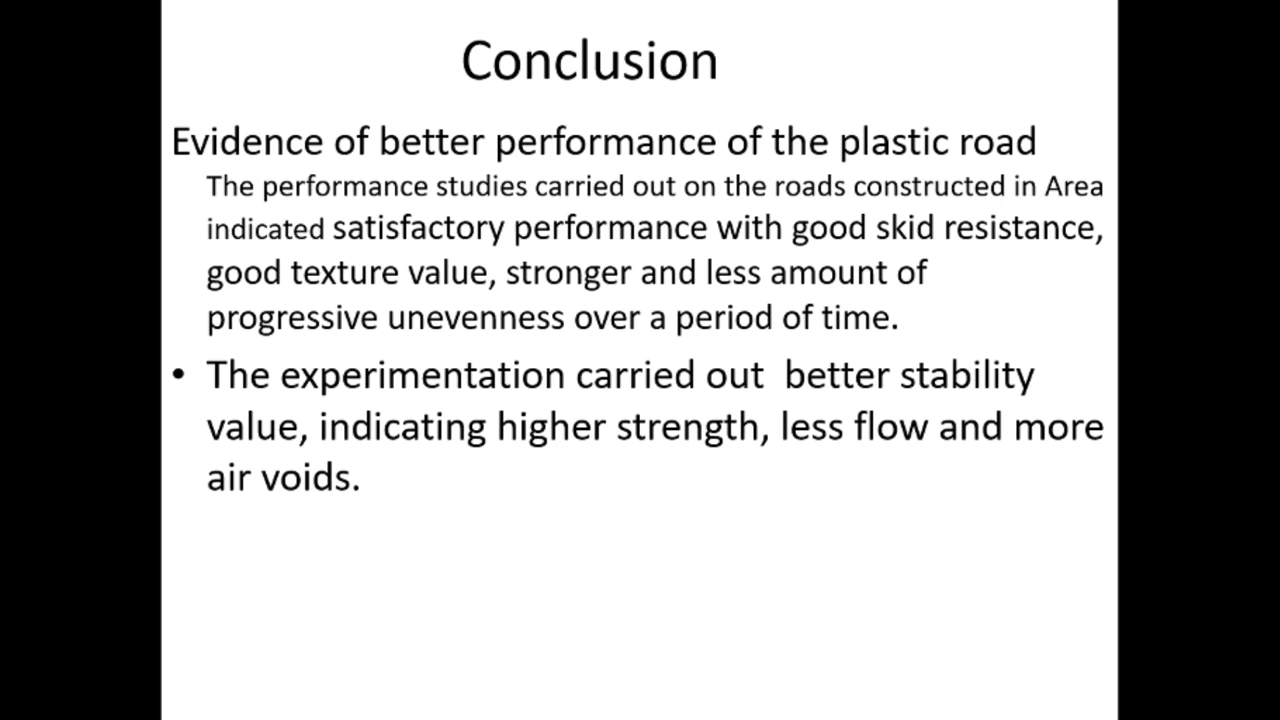 Conclusion
Evidence of better performance of the plastic road
The performance studies carried out on the roads constructed in Area
indicated satisfactory performance with good skid resistance,
good texture value, stronger and less amount of
progressive unevenness over a period of time.
• The experimentation carried out  better stability
value, indicating higher strength, less flow and more
air voids.